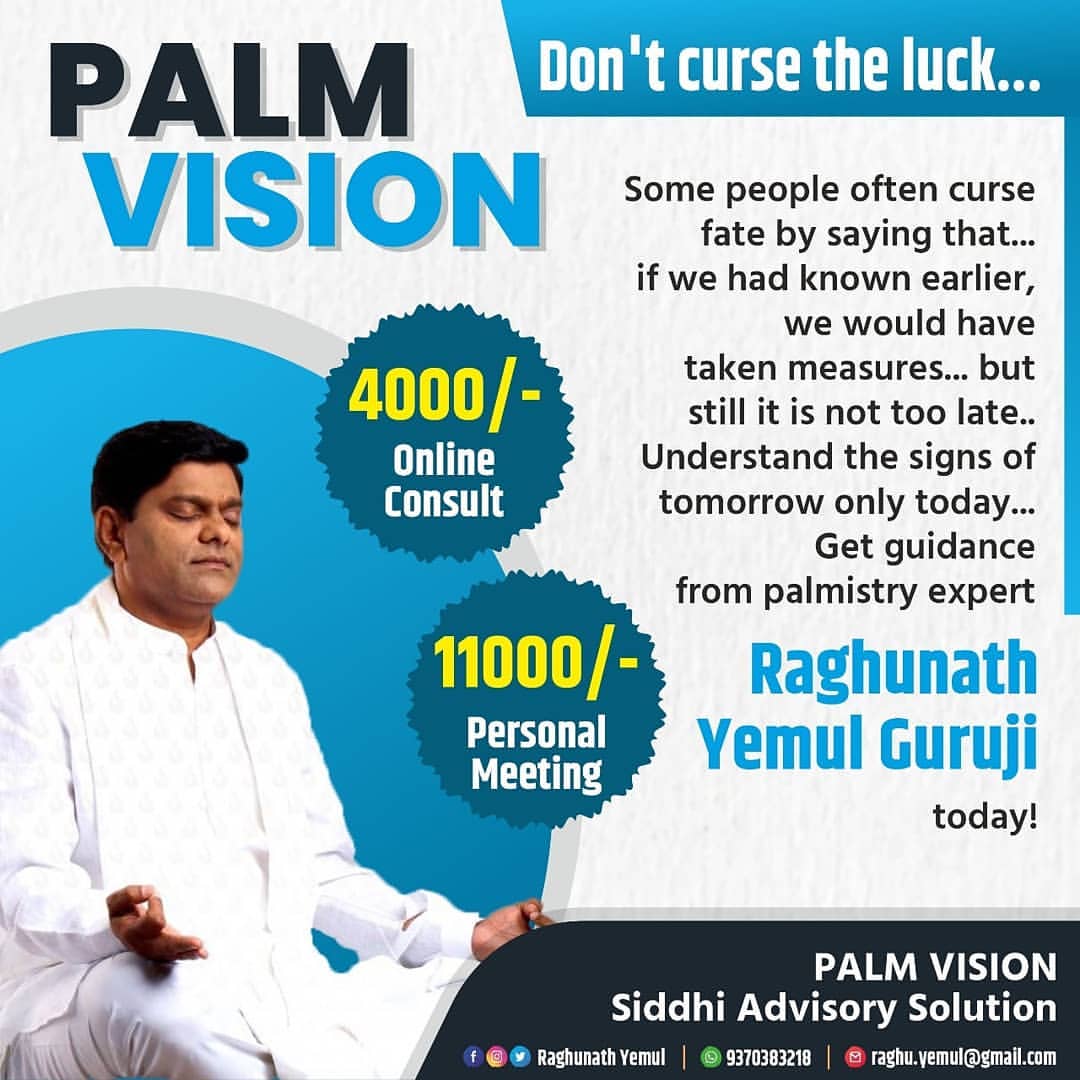 PALM
VISION
Don't curse the luck...
Some people often curse
fate by saying that...
if we had known earlier,
we would have
taken measures... but
still it is not too late..
Understand the signs of
tomorrow only today...
Get guidance
from palmistry expert
Raghunath
Yemul Guruji
today!
4000/-
Online
Consult
11000/-
Personal
Meeting
PALM VISION
Siddhi Advisory Solution
Raghunath Yemul | 9370383218 | raghu.yemul@gmail.com